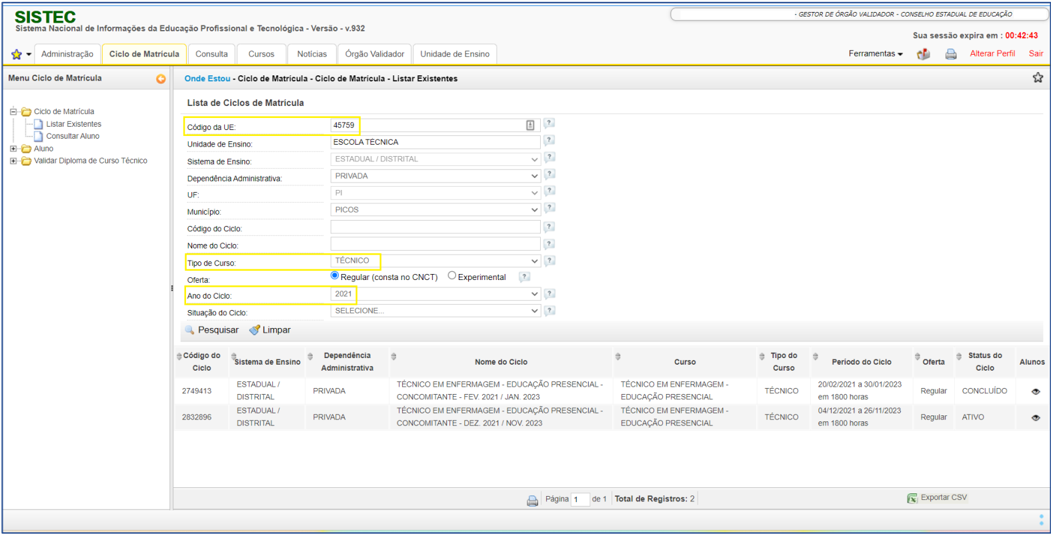 SISTEC
Sistema Nacional de Informações da Educação Profissional e Tecnológica - Versão - v.932
- GESTOR DE ÓRGÃO VALIDADOR - CONSELHO ESTADUAL DE EDUCAÇÃO
Sua sessão expira em : 00:42:43
Administração Ciclo de Matrícula Consulta Cursos Notícias Órgão Validador Unidade de Ensino Ferramentas Alterar Perfil Sair
Menu Ciclo de Matrícula
Onde Estou - Ciclo de Matrícula - Ciclo de Matrícula - Listar Existentes
Ciclo de Matrícula
Listar Existentes
Consultar Aluno
Aluno
Validar Diploma de Curso Técnico
Lista de Ciclos de Matrícula
Código da UE: 45759
Unidade de Ensino: ESCOLA TÉCNICA
Sistema de Ensino: ESTADUAL / DISTRITAL
Dependência Administrativa: PRIVADA
UF: PI
Município: PICOS
Código do Ciclo:
Nome do Ciclo:
Tipo de Curso: TÉCNICO
Oferta: Regular (consta no CNCT) Experimental
Ano do Ciclo: 2021
Situação do Ciclo: SELECIONE...
Pesquisar Limpar
Código do Ciclo Sistema de Ensino Dependência Administrativa Nome do Ciclo Curso Tipo do Curso Período do Ciclo Oferta Status do Ciclo Alunos
2749413 ESTADUAL / DISTRITAL PRIVADA TÉCNICO EM ENFERMAGEM - EDUCAÇÃO PRESENCIAL - CONCOMITANTE - FEV. 2021 / JAN. 2023 TÉCNICO EM ENFERMAGEM - EDUCAÇÃO PRESENCIAL TÉCNICO 20/02/2021 a 30/01/2023 em 1800 horas Regular CONCLUÍDO
2832896 ESTADUAL / DISTRITAL PRIVADA TÉCNICO EM ENFERMAGEM - EDUCAÇÃO PRESENCIAL - CONCOMITANTE - DEZ. 2021 / NOV. 2023 TÉCNICO EM ENFERMAGEM - EDUCAÇÃO PRESENCIAL TÉCNICO 04/12/2021 a 26/11/2023 em 1800 horas Regular ATIVO
Página 1 de 1 Total de Registros: 2 Exportar CSV